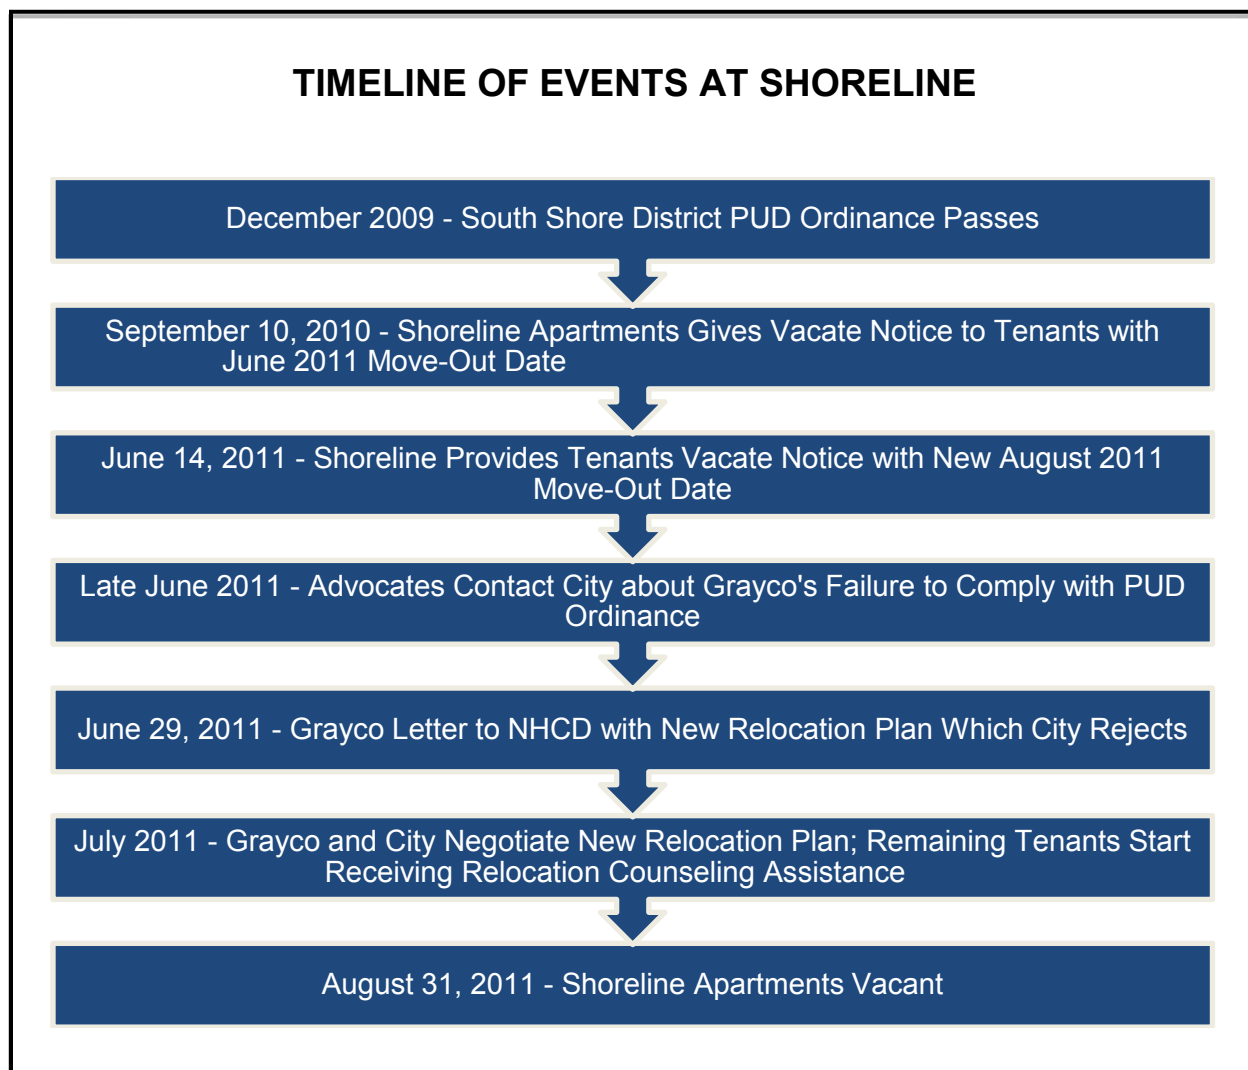 TIMELINE OF EVENTS AT SHORELINE
December 2009 - South Shore District PUD Ordinance Passes
September 10, 2010 - Shoreline Apartments Gives Vacate Notice to Tenants with
June 2011 Move-Out Date
June 14, 2011 - Shoreline Provides Tenants Vacate Notice with New August 2011
Move-Out Date
Late June 2011 - Advocates Contact City about Grayco's Failure to Comply with PUD
Ordinance
June 29, 2011 - Grayco Letter to NHCD with New Relocation Plan Which City Rejects
July 2011 - Grayco and City Negotiate New Relocation Plan; Remaining Tenants Start
Receiving Relocation Counseling Assistance
August 31, 2011 - Shoreline Apartments Vacant